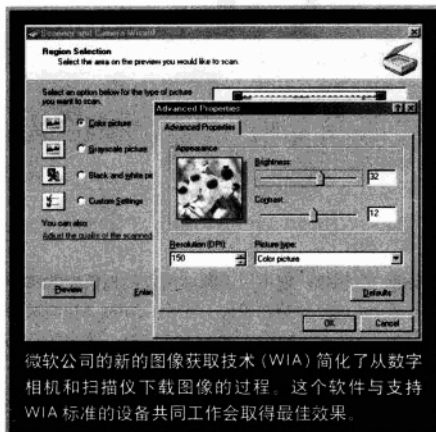 Scanner and Camera Wizard
Region Selection
Select the area on the preview you would like to scan.
Select an option below for the type of picture
you want to scan.
Color picture
Grayscale picture
Black and white pi
Custom Settings
You can also:
Adjust the quality of the scanned
Preview
Enlar
Advanced Properties
Advanced Properties
Appearance
Brightness:
32
Contrast:
12
Resolution (DPI):
150
Picture type:
Color picture
Defaults
OK
Cancel
微软公司的新的图像获取技术（WIA）简化了从数字
相机和扫描仪下载图像的过程。这个软件与支持
WIA 标准的设备共同工作会取得最佳效果。